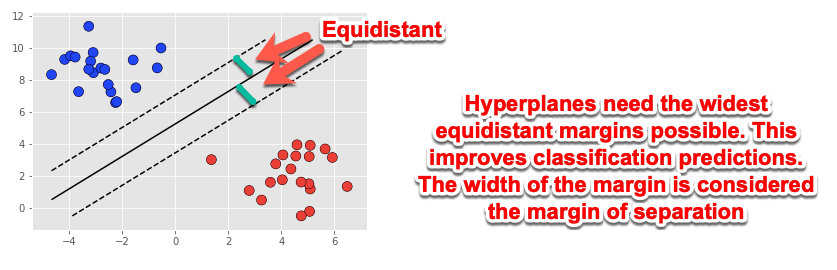 Equidistant
12
10
8
6
4
2
0
−4 −2 0 2 4 6
Hyperplanes need the widest
equidistant margins possible. This
improves classification predictions.
The width of the margin is considered
the margin of separation